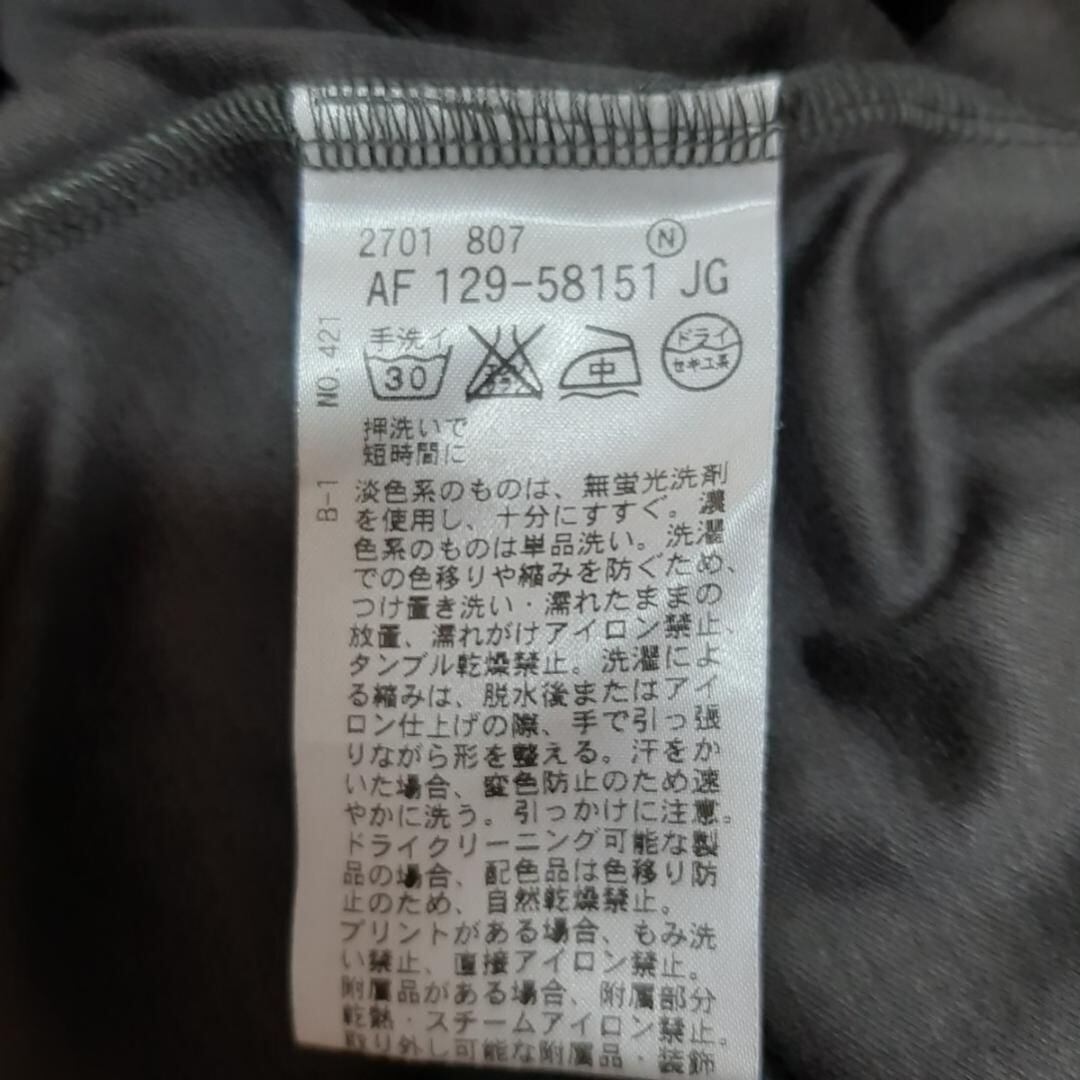 2701 807 N
AF 129-58151 JG
NO.421
B-1
手洗イ 30
中
ドライ
セキユ系
押洗いで
短時間に
淡色系のものは、無蛍光洗剤
を使用し、十分にすすぐ。濃
色系のものは単品洗い。洗濯
での色移りや縮みを防ぐため、
つけ置き洗い・濡れたままの
放置、濡れがけアイロン禁止、
タンブル乾燥禁止。洗濯によ
る縮みは、脱水後またはアイ
ロン仕上げの際、手で引っ張
りながら形を整える。汗をか
いた場合、変色防止のため速
やかに洗う。引っかけに注意。
ドライクリーニング可能な製
品の場合、配色品は色移り防
止のため、自然乾燥禁止。
プリントがある場合、もみ洗
い禁止、直接アイロン禁止。
附属品がある場合、附属部分
乾熱・スチームアイロン禁止。
取り外し可能な附属品・装飾